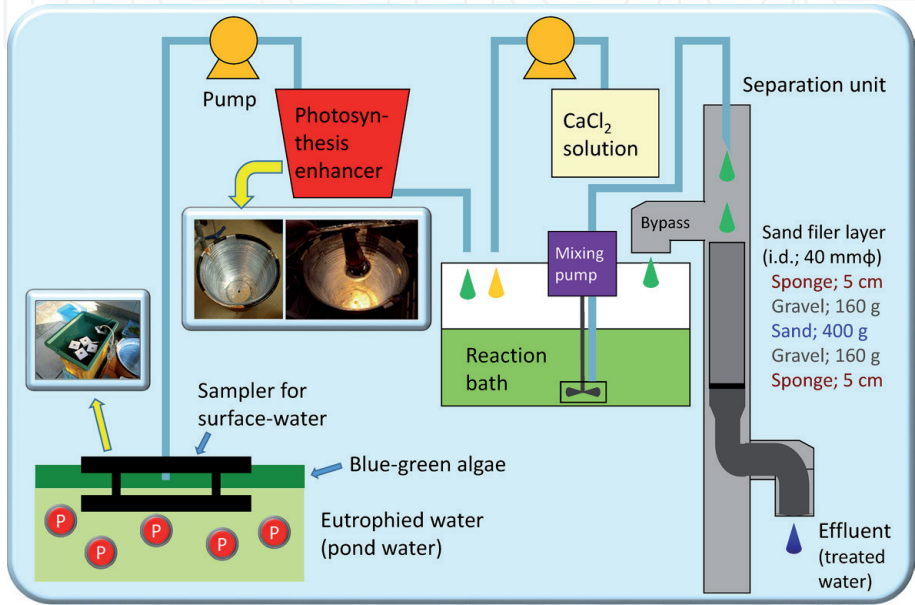 Pump
Photosyn-
thesis
enhancer
CaCl₂
solution
Separation unit
Bypass
Mixing
pump
Sand filer layer
(i.d.; 40 mmϕ)
Sponge; 5 cm
Gravel; 160 g
Sand; 400 g
Gravel; 160 g
Sponge; 5 cm
Reaction
bath
Sampler for
surface-water
Blue-green algae
Eutrophied water
(pond water)
P
P
P
P
P
Effluent
(treated
water)